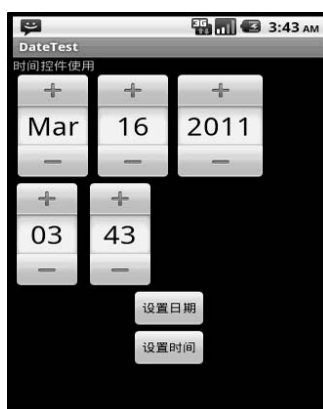 3G 3:43 AM
DateTest
时间控件使用
+ + +
Mar 16 2011
- - -
+ +
03 43
- -
设置日期
设置时间